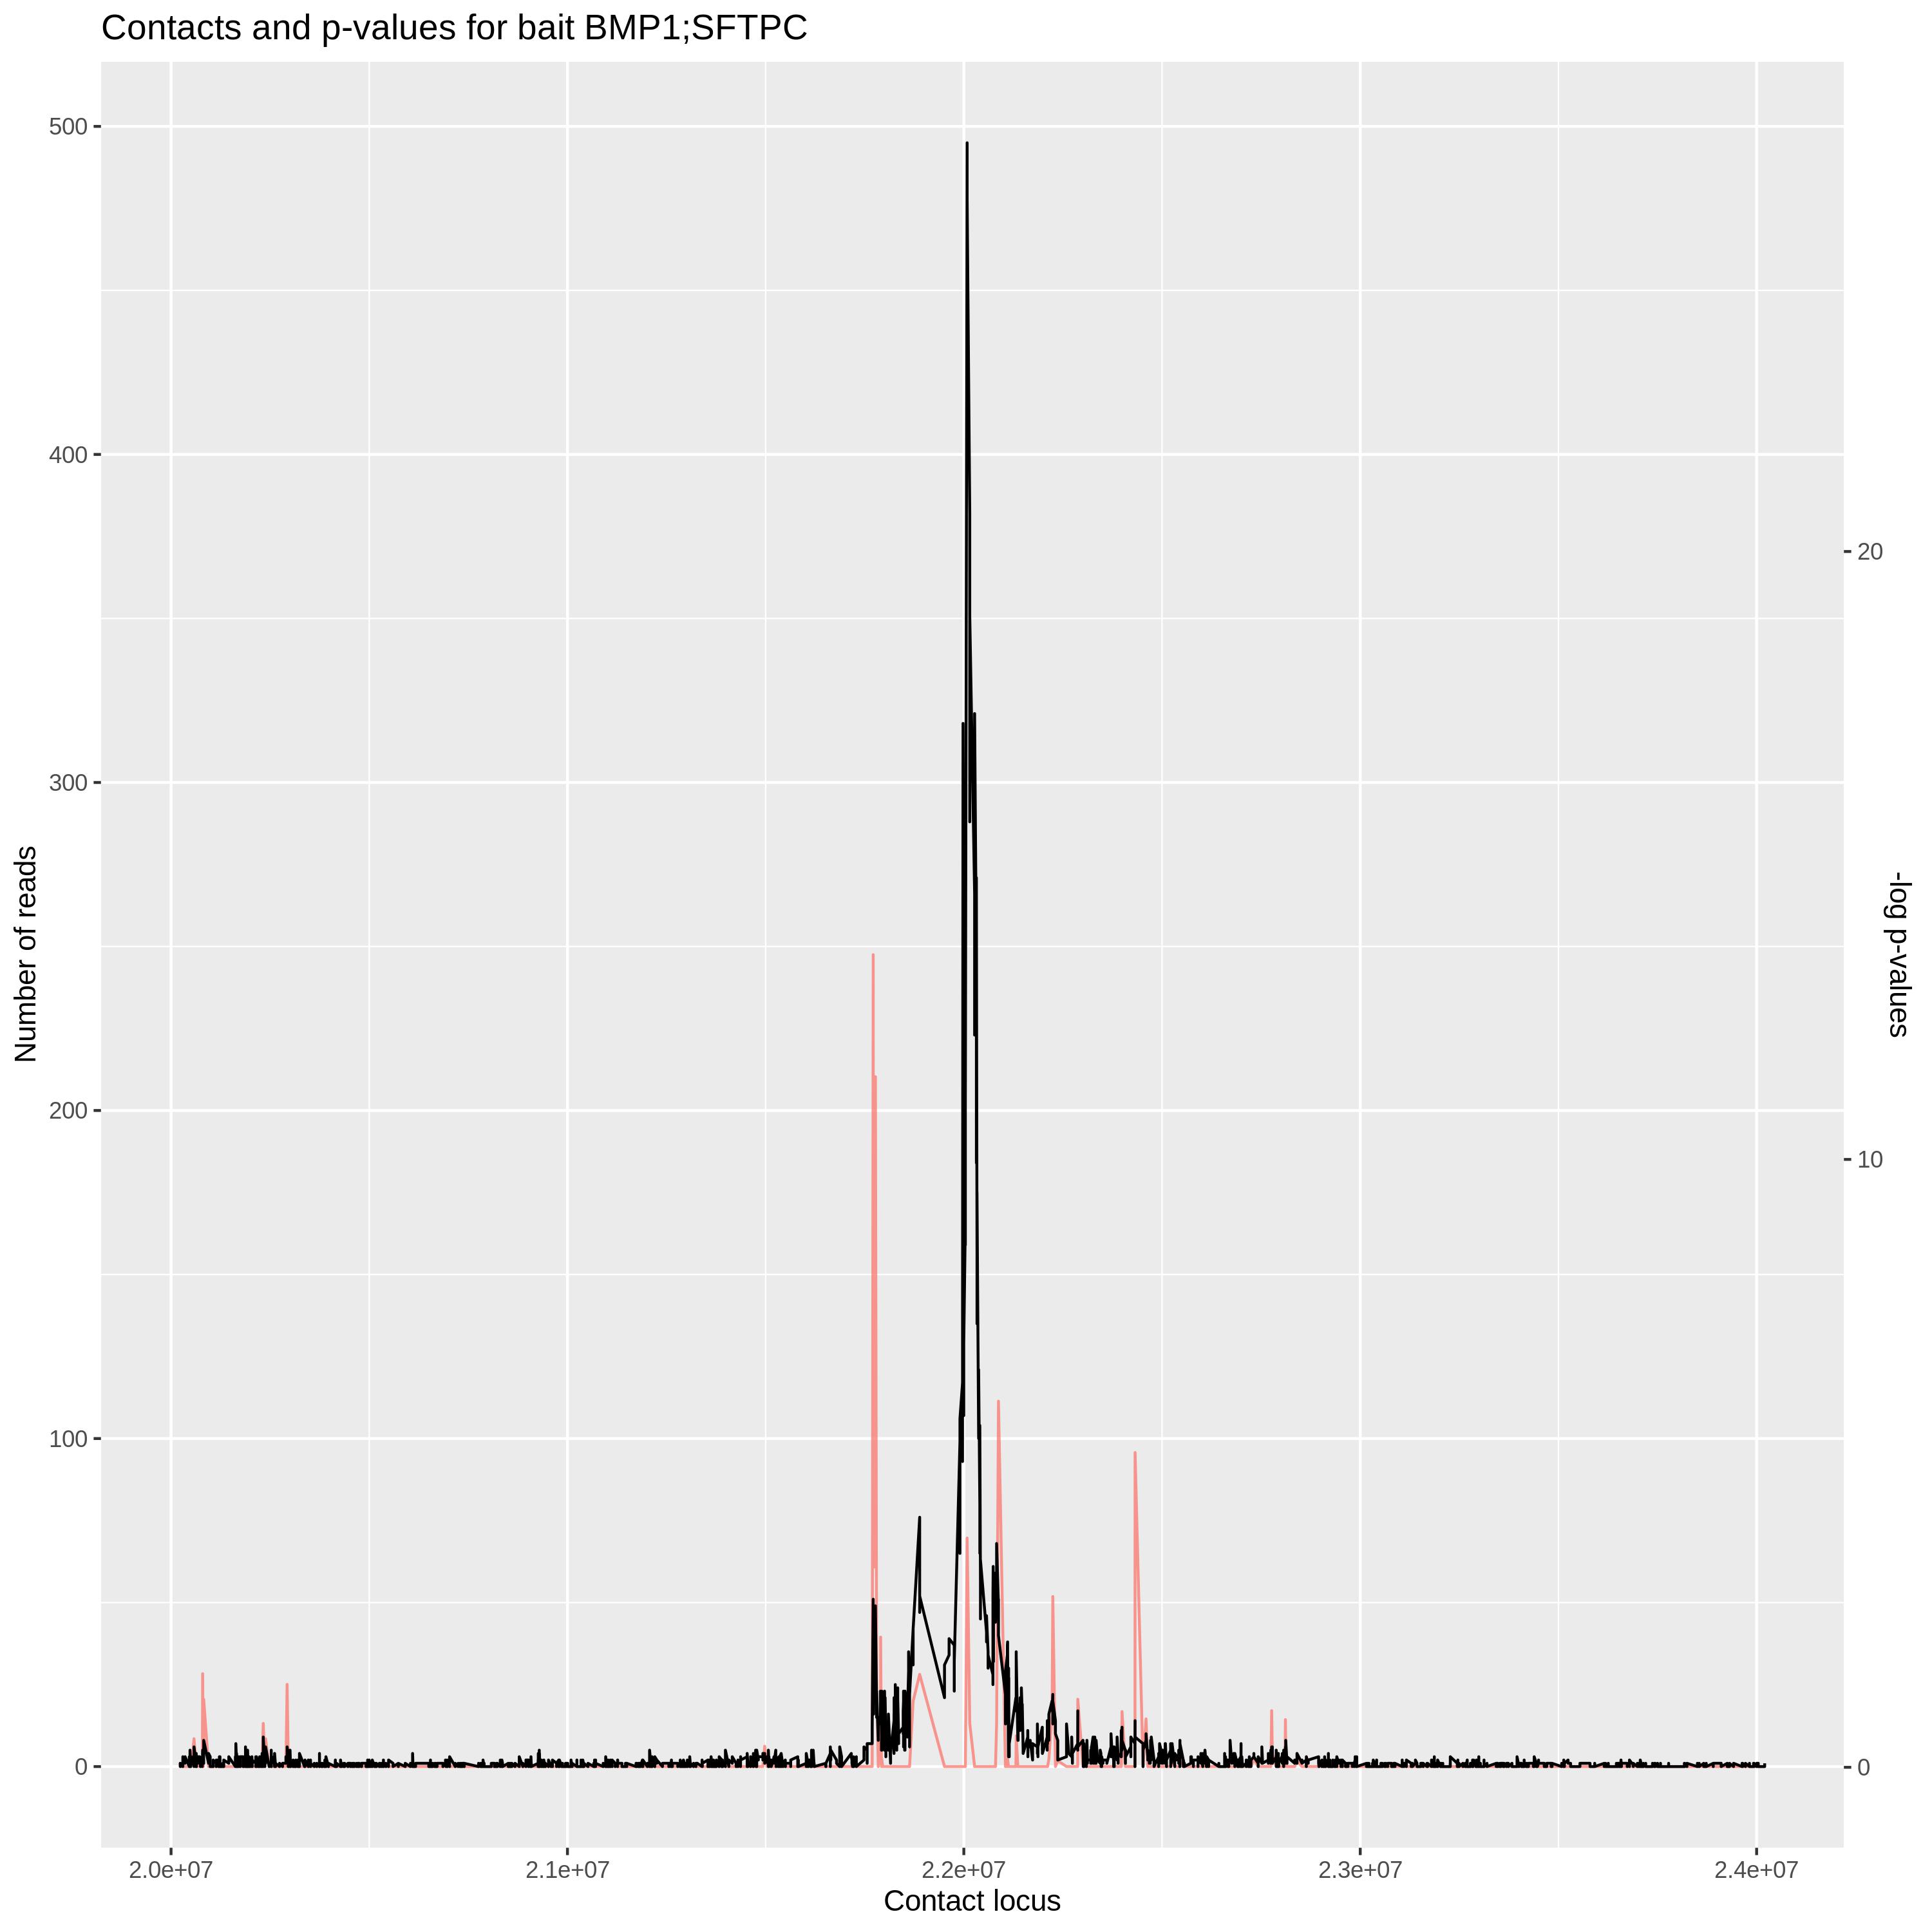 Contacts and p-values for bait BMP1;SFTPC
500
400
300
200
100
0
Number of reads
20
10
0
-log p-values
2.0e+07
2.1e+07
2.2e+07
2.3e+07
2.4e+07
Contact locus